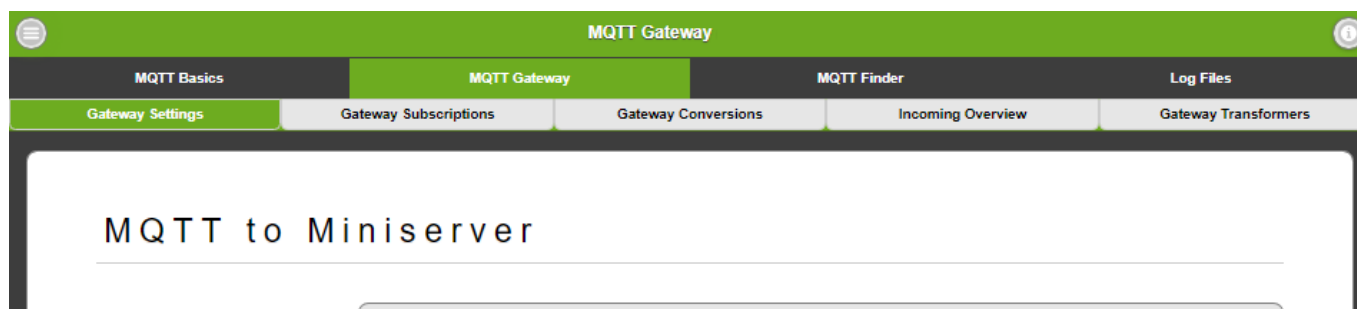 MQTT Gateway
MQTT Basics MQTT Gateway MQTT Finder Log Files
Gateway Settings Gateway Subscriptions Gateway Conversions Incoming Overview Gateway Transformers
MQTT to Miniserver